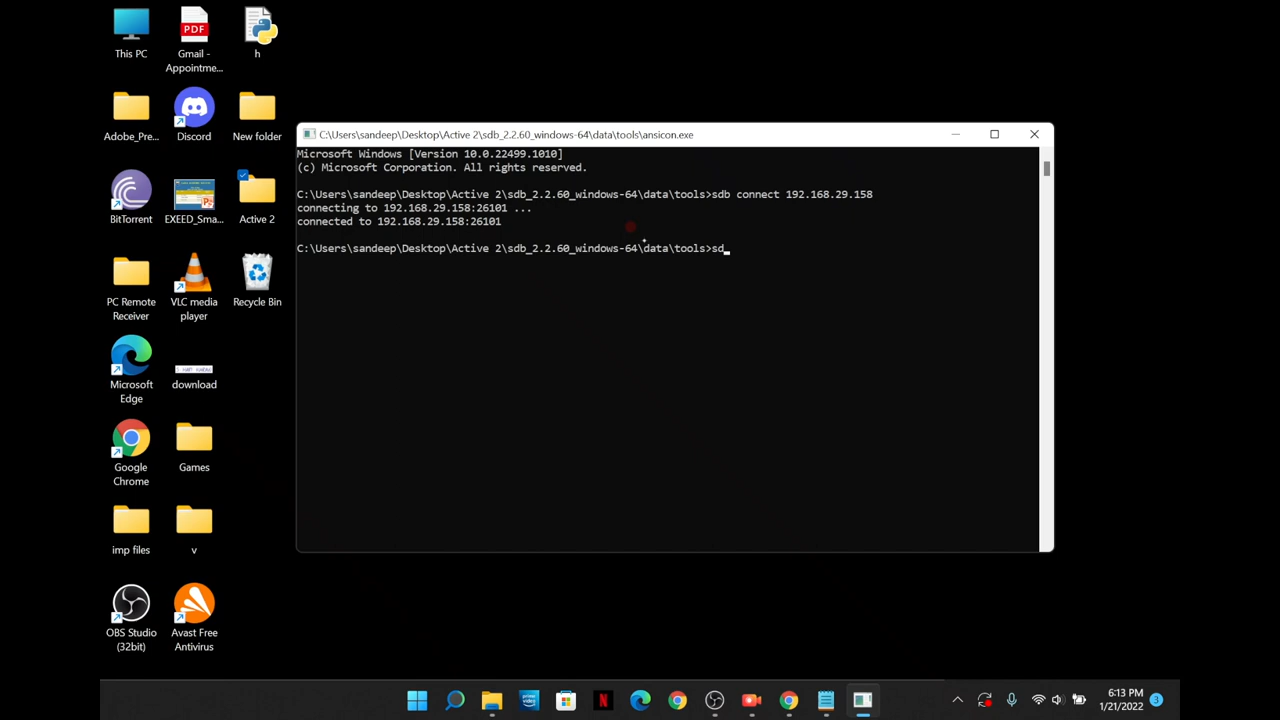 This PC
PDF
Gmail -
Appointme...
h
Adobe_Pre...
Discord
New folder
BitTorrent
EXEED_Sma...
Active 2
PC Remote
Receiver
VLC media
player
Recycle Bin
Microsoft
Edge
download
Google
Chrome
Games
imp files
v
OBS Studio
(32bit)
Avast Free
Antivirus
C:\Users\sandeep\Desktop\Active 2\sdb_2.2.60_windows-64\data\tools\ansicon.exe
Microsoft Windows [Version 10.0.22499.1010]
(c) Microsoft Corporation. All rights reserved.
C:\Users\sandeep\Desktop\Active 2\sdb_2.2.60_windows-64\data\tools>sdb connect 192.168.29.158
connecting to 192.168.29.158:26101 ...
connected to 192.168.29.158:26101
C:\Users\sandeep\Desktop\Active 2\sdb_2.2.60_windows-64\data\tools>sd_
N
6:13 PM
1/21/2022
3